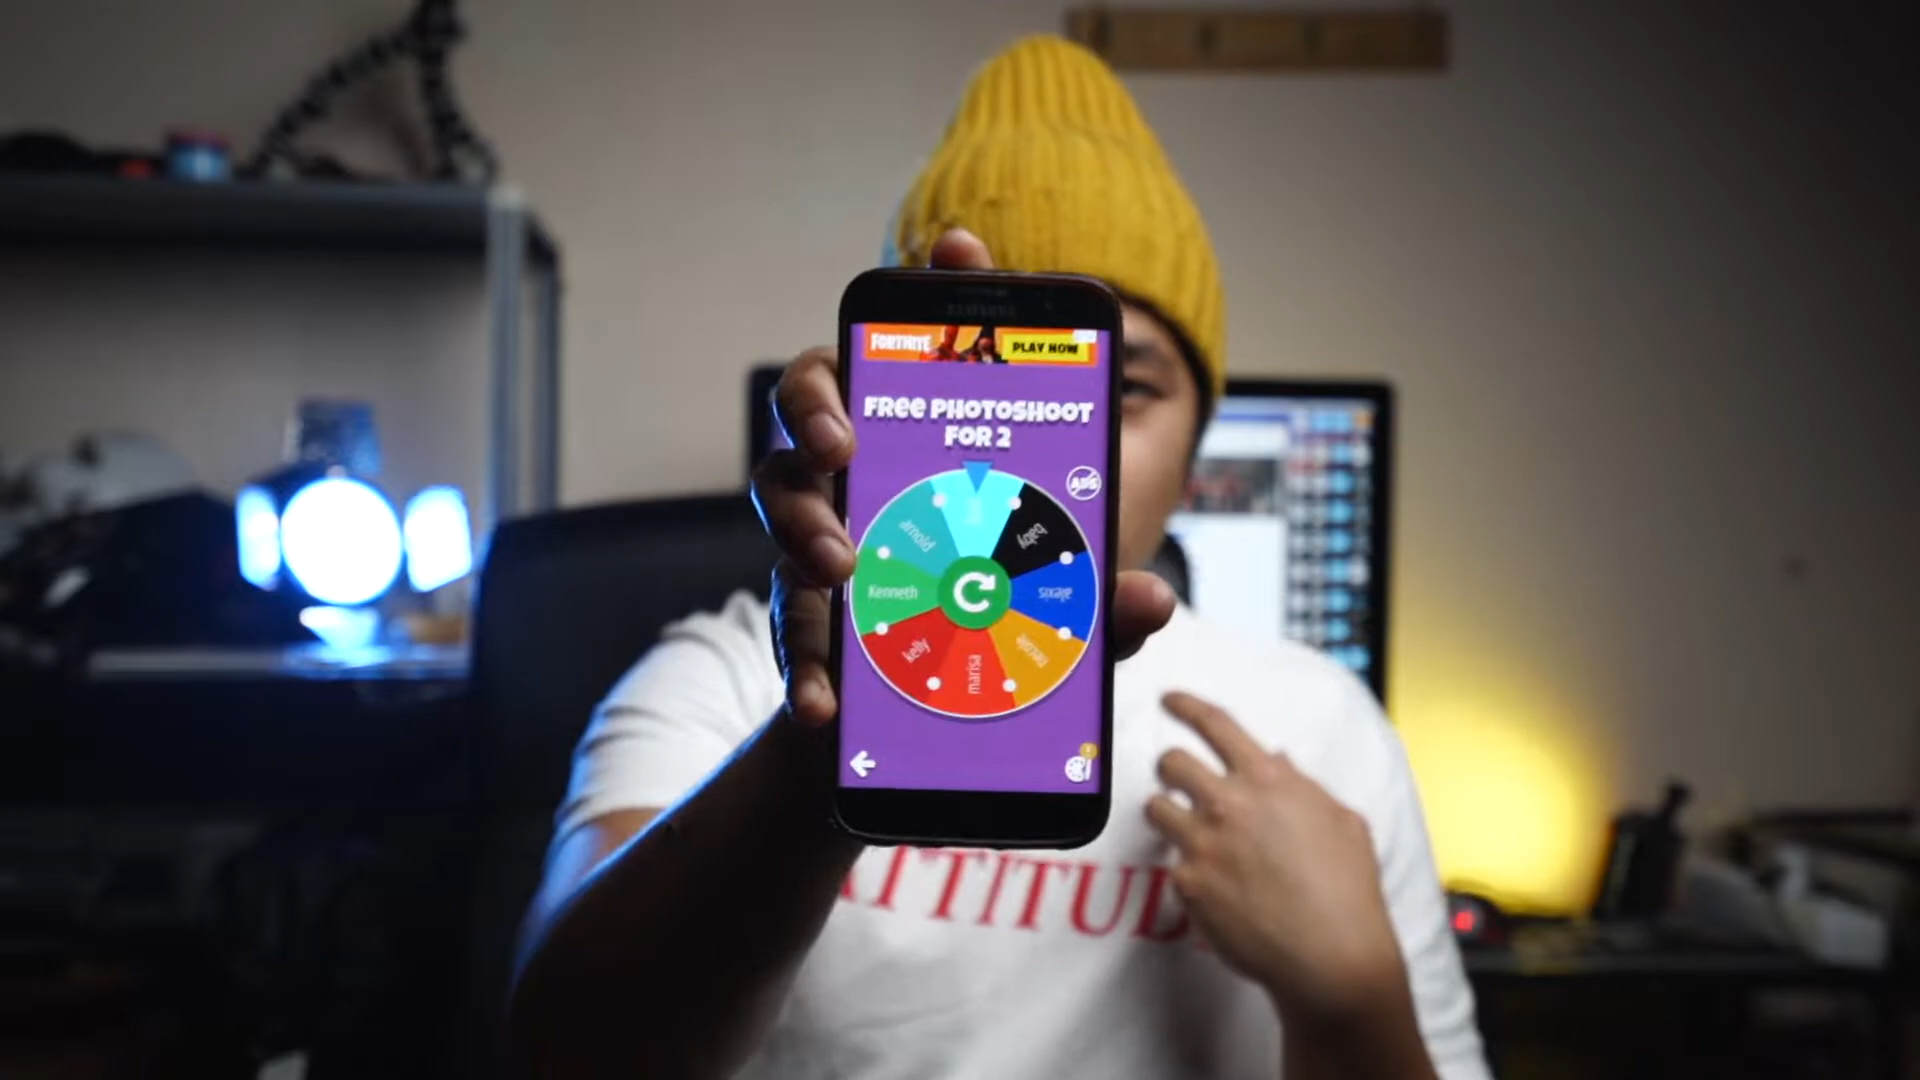 SAMSUNG
FORTNITE
PLAY NOW
FREE PHOTOSHOOT
FOR 2
ADS
arnold
baby
Kenneth
alexis
kelly
marisa
necole
ATTITUD